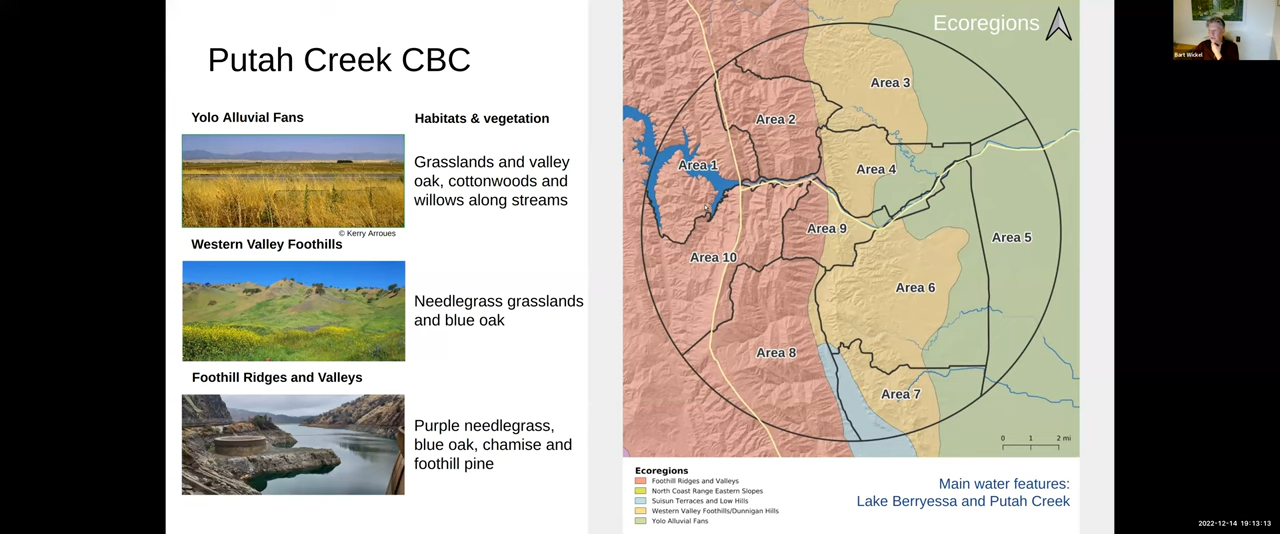 Putah Creek CBC
Yolo Alluvial Fans
Habitats & vegetation
Grasslands and valley
oak, cottonwoods and
willows along streams
© Kerry Arroues
Western Valley Foothills
Needlegrass grasslands
and blue oak
Foothill Ridges and Valleys
Purple needlegrass,
blue oak, chamise and
foothill pine
Ecoregions
Area 3
Area 2
Area 1
Area 4
Area 9
Area 5
Area 10
Area 6
Area 8
Area 7
0 1 2 mi
Ecoregions
Foothill Ridges and Valleys
North Coast Range Eastern Slopes
Suisun Terraces and Low Hills
Western Valley Foothills/Dunnigan Hills
Yolo Alluvial Fans
Main water features:
Lake Berryessa and Putah Creek
Bart Wickel
2022-12-14 19:13:13